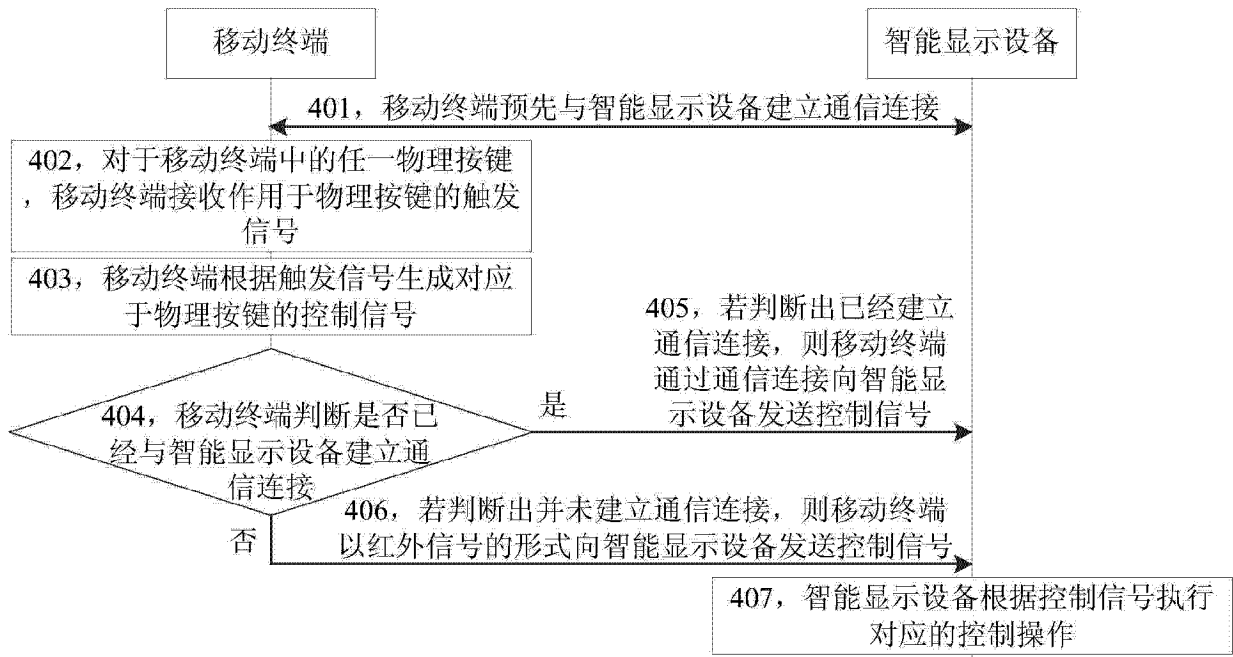 移动终端
智能显示设备
401，移动终端预先与智能显示设备建立通信连接
402，对于移动终端中的任一物理按键
，移动终端接收作用于物理按键的触发
信号
403，移动终端根据触发信号生成对应
于物理按键的控制信号
405，若判断出已经建立
通信连接，则移动终端
通过通信连接向智能显
示设备发送控制信号
404，移动终端判断是否已
经与智能显示设备建立通
信连接
是
406，若判断出并未建立通信连接，则移动终端
以红外信号的形式向智能显示设备发送控制信号
否
407，智能显示设备根据控制信号执行
对应的控制操作